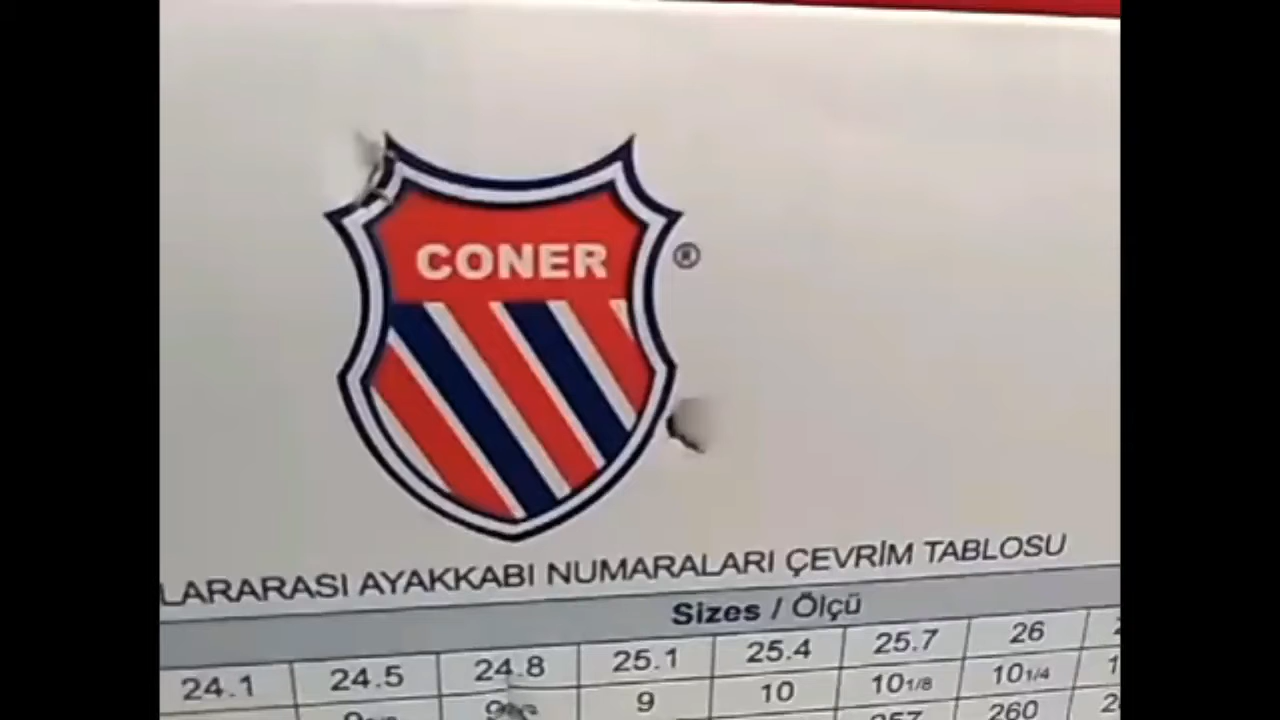 CONER
®
LARARASI AYAKKABI NUMARALARI ÇEVRİM TABLOSU
Sizes / Ölçü
24.1 24.5 24.8 25.1 25.4 25.7 26
9 10 10 1/8 10 1/4
260